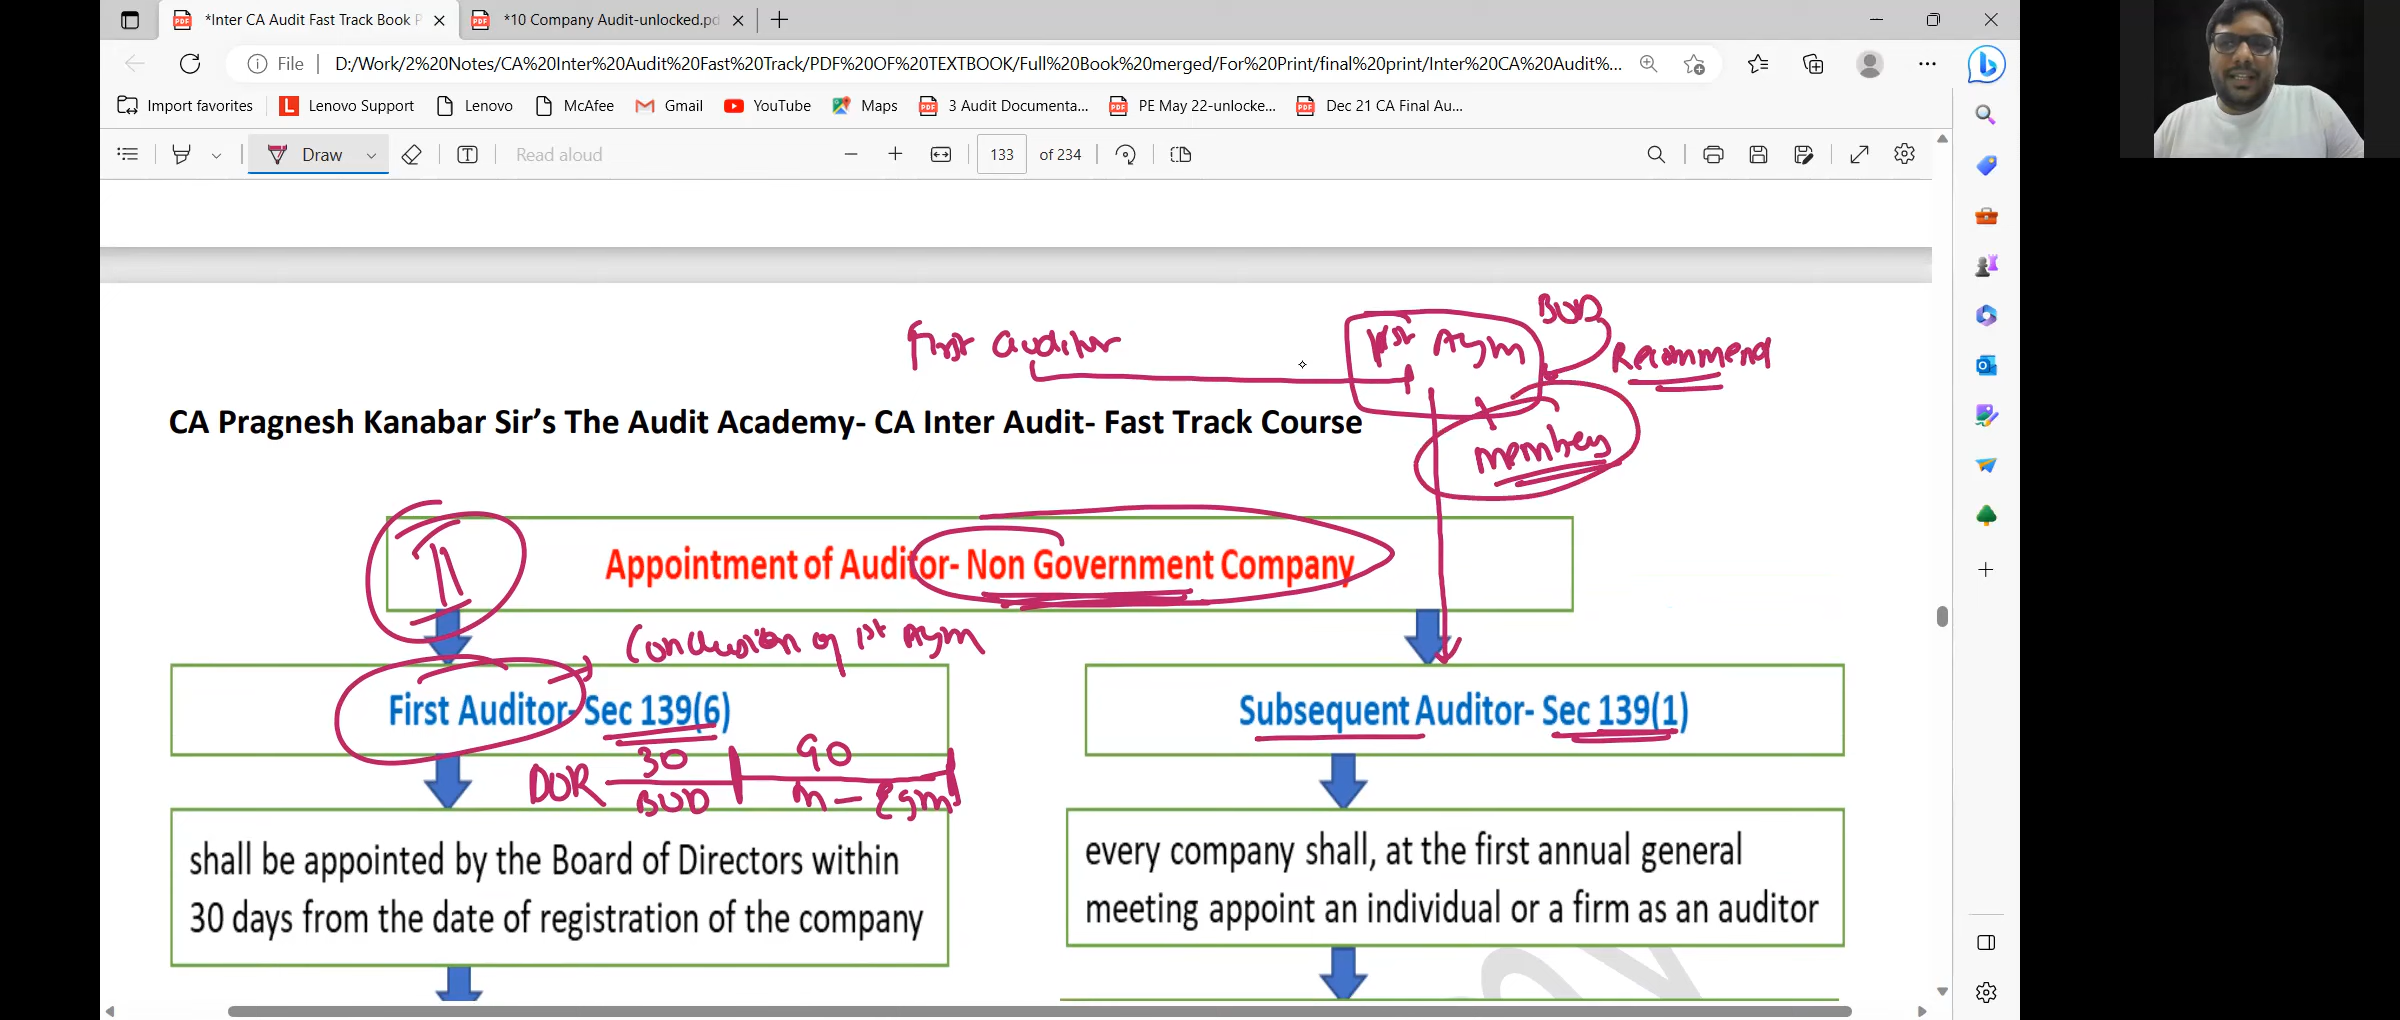 *Inter CA Audit Fast Track Book P
*10 Company Audit-unlocked.pd
File
D:/Work/2%20Notes/CA%20Inter%20Audit%20Fast%20Track/PDF%20OF%20TEXTBOOK/Full%20Book%20merged/For%20Print/final%20print/Inter%20CA%20Audit%...
Import favorites
Lenovo Support
Lenovo
McAfee
Gmail
YouTube
Maps
3 Audit Documenta...
PE May 22-unlocke...
Dec 21 CA Final Au...
Draw
Read aloud
133 of 234
First auditor
Ist Agm
BOD
Recommend
members
CA Pragnesh Kanabar Sir's The Audit Academy- CA Inter Audit- Fast Track Course
II
Appointment of Auditor- Non Government Company
Conclusion of 1st Agm
First Auditor- Sec 139(6)
Subsequent Auditor- Sec 139(1)
DOR 30 90
BOD m - Egm
shall be appointed by the Board of Directors within
30 days from the date of registration of the company
every company shall, at the first annual general
meeting appoint an individual or a firm as an auditor